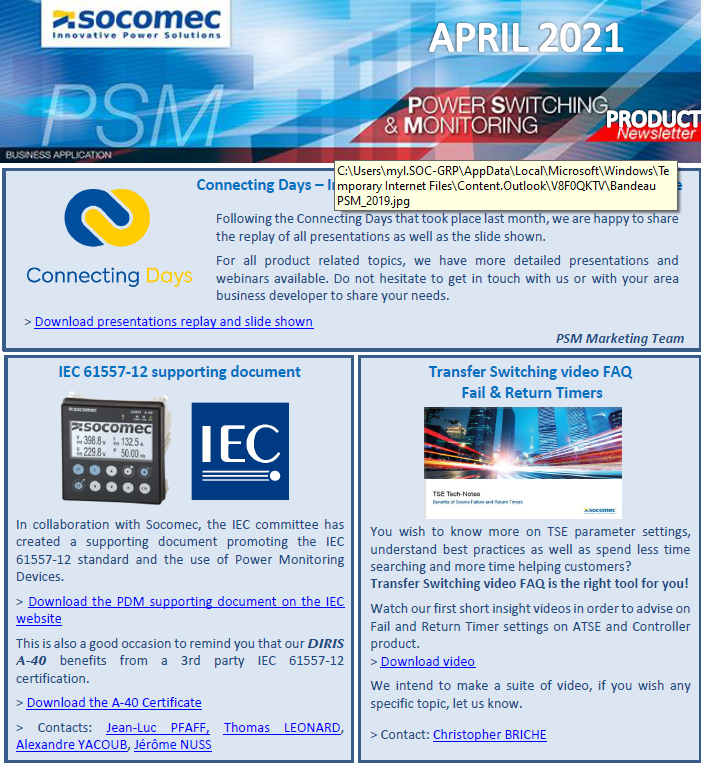 socomec
Innovative Power Solutions
APRIL 2021
PSM
POWER SWITCHING
& MONITORING
PRODUCT
Newsletter
BUSINESS APPLICATION
C:\Users\myl.SOC-GRP\AppData\Local\Microsoft\Windows\Te
mporary Internet Files\Content.Outlook\V8F0QKTV\Bandeau
PSM_2019.jpg
Connecting Days –
Connecting Days
Following the Connecting Days that took place last month, we are happy to share
the replay of all presentations as well as the slide shown.
For all product related topics, we have more detailed presentations and
webinars available. Do not hesitate to get in touch with us or with your area
business developer to share your needs.
> Download presentations replay and slide shown
PSM Marketing Team
IEC 61557-12 supporting document
socomec
DIRIS A-40
socomec
398.8 V
132.5 A
229.8 V
50.00 Hz
IEC
In collaboration with Socomec, the IEC committee has
created a supporting document promoting the IEC
61557-12 standard and the use of Power Monitoring
Devices.
> Download the PDM supporting document on the IEC
website
This is also a good occasion to remind you that our DIRIS
A-40 benefits from a 3rd party IEC 61557-12
certification.
> Download the A-40 Certificate
> Contacts: Jean-Luc PFAFF, Thomas LEONARD,
Alexandre YACOUB, Jérôme NUSS
Transfer Switching video FAQ
Fail & Return Timers
TSE Tech-Notes
Benefits of Source Failure and Return Timers
socomec
You wish to know more on TSE parameter settings,
understand best practices as well as spend less time
searching and more time helping customers?
Transfer Switching video FAQ is the right tool for you!
Watch our first short insight videos in order to advise on
Fail and Return Timer settings on ATSE and Controller
product.
> Download video
We intend to make a suite of video, if you wish any
specific topic, let us know.
> Contact: Christopher BRICHE